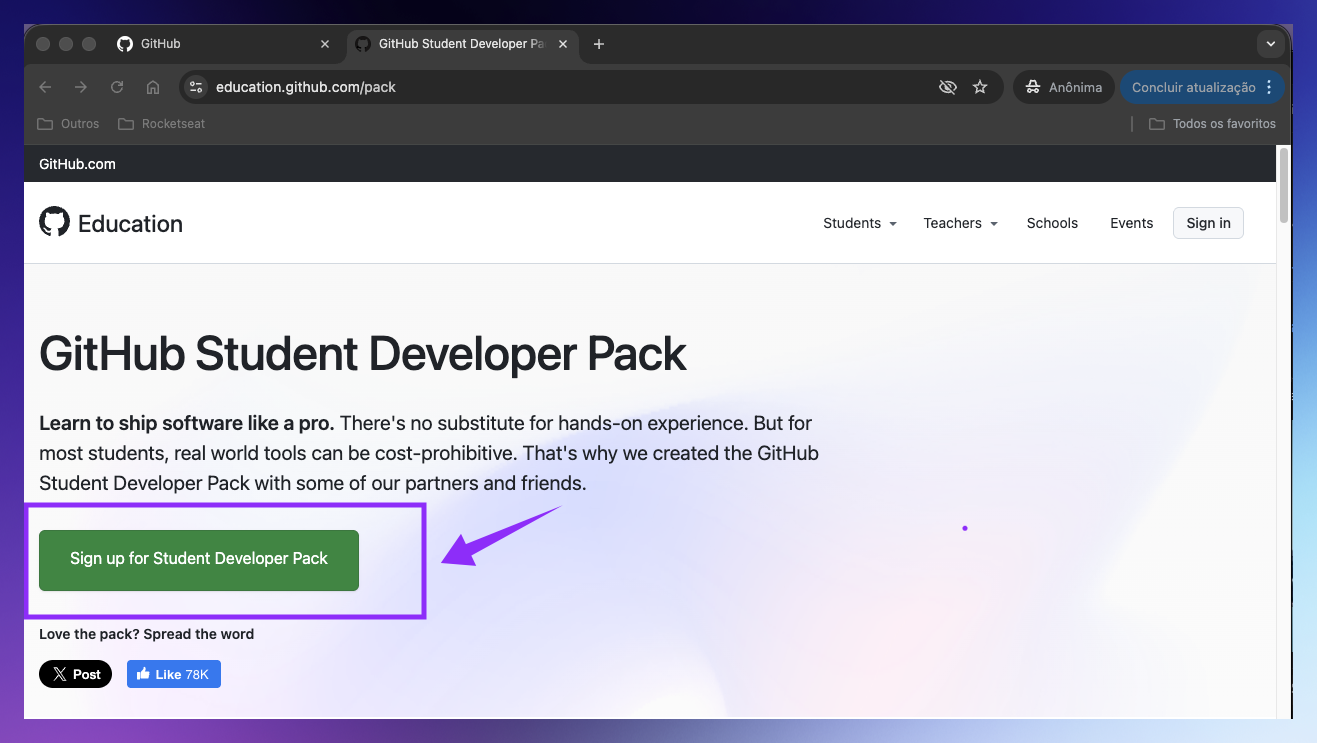 GitHub
GitHub Student Developer Pa
education.github.com/pack
Anônima
Concluir atualização
Outros
Rocketseat
Todos os favoritos
GitHub.com
Education
Students
Teachers
Schools
Events
Sign in
GitHub Student Developer Pack
Learn to ship software like a pro. There's no substitute for hands-on experience. But for
most students, real world tools can be cost-prohibitive. That's why we created the GitHub
Student Developer Pack with some of our partners and friends.
Sign up for Student Developer Pack
Love the pack? Spread the word
Post
Like 78K